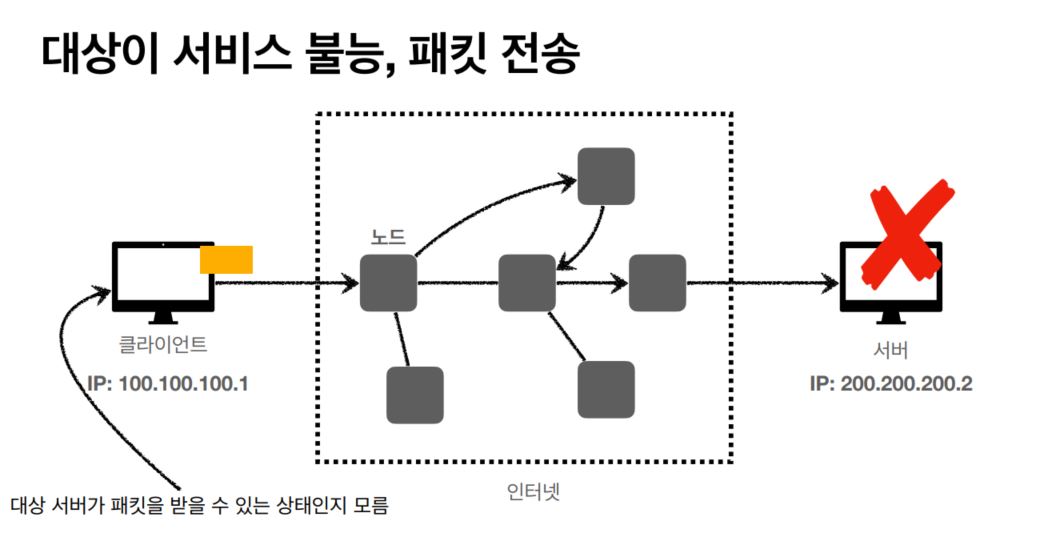 대상이 서비스 불능, 패킷 전송
노드
클라이언트
IP: 100.100.100.1
서버
IP: 200.200.200.2
인터넷
대상 서버가 패킷을 받을 수 있는 상태인지 모름